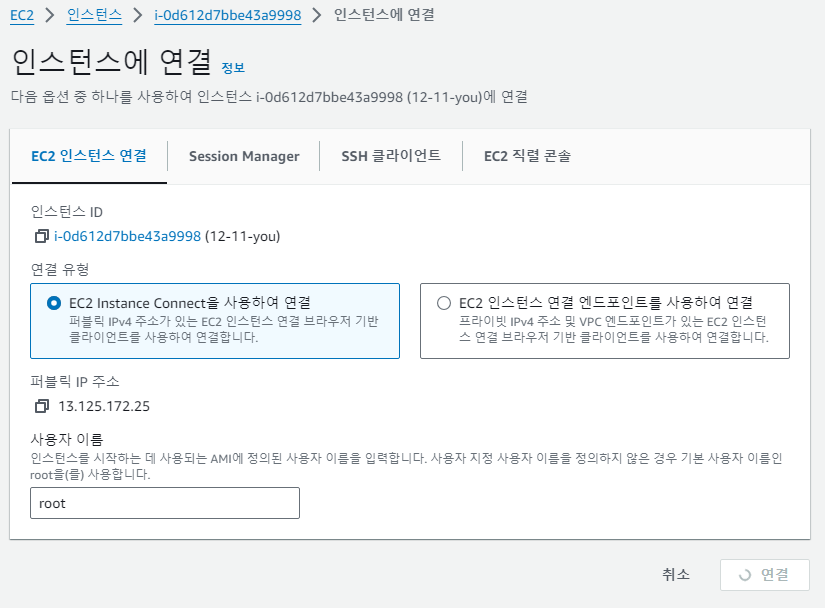 EC2 > 인스턴스 > i-0d612d7bbe43a9998 > 인스턴스에 연결
인스턴스에 연결 정보
다음 옵션 중 하나를 사용하여 인스턴스 i-0d612d7bbe43a9998 (12-11-you)에 연결
EC2 인스턴스 연결 Session Manager SSH 클라이언트 EC2 직렬 콘솔
인스턴스 ID
i-0d612d7bbe43a9998 (12-11-you)
연결 유형
EC2 Instance Connect을 사용하여 연결
퍼블릭 IPv4 주소가 있는 EC2 인스턴스 연결 브라우저 기반
클라이언트를 사용하여 연결합니다.
EC2 인스턴스 연결 엔드포인트를 사용하여 연결
프라이빗 IPv4 주소 및 VPC 엔드포인트가 있는 EC2 인스턴
스 연결 브라우저 기반 클라이언트를 사용하여 연결합니다.
퍼블릭 IP 주소
13.125.172.25
사용자 이름
인스턴스를 시작하는 데 사용되는 AMI에 정의된 사용자 이름을 입력합니다. 사용자 지정 사용자 이름을 정의하지 않은 경우 기본 사용자 이름인
root을(를) 사용합니다.
root
취소 연결